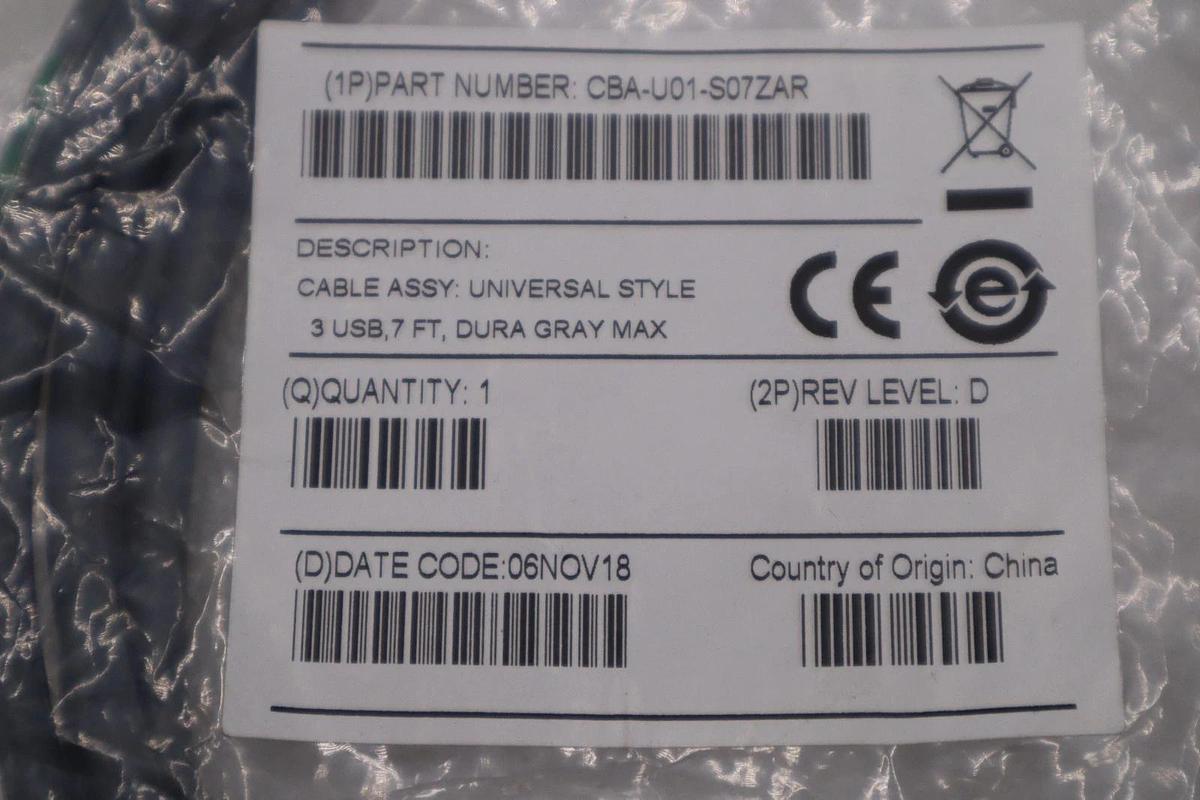 (1P)PART NUMBER: CBA-U01-S07ZAR
DESCRIPTION:
CABLE ASSY: UNIVERSAL STYLE
3 USB,7 FT, DURA GRAY MAX
CE
e
(Q)QUANTITY: 1
(2P)REV LEVEL: D
(D)DATE CODE:06NOV18
Country of Origin: China